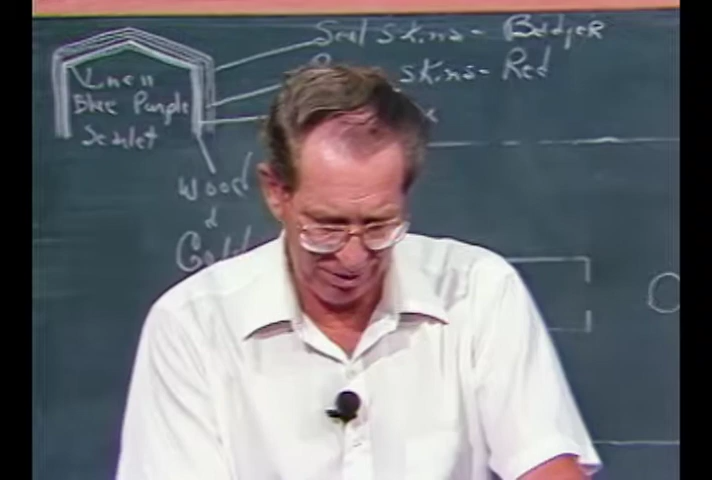 Seal skins - Badger
skins - Red
Linen
Blue Purple
Scarlet
Wood
&
Gold